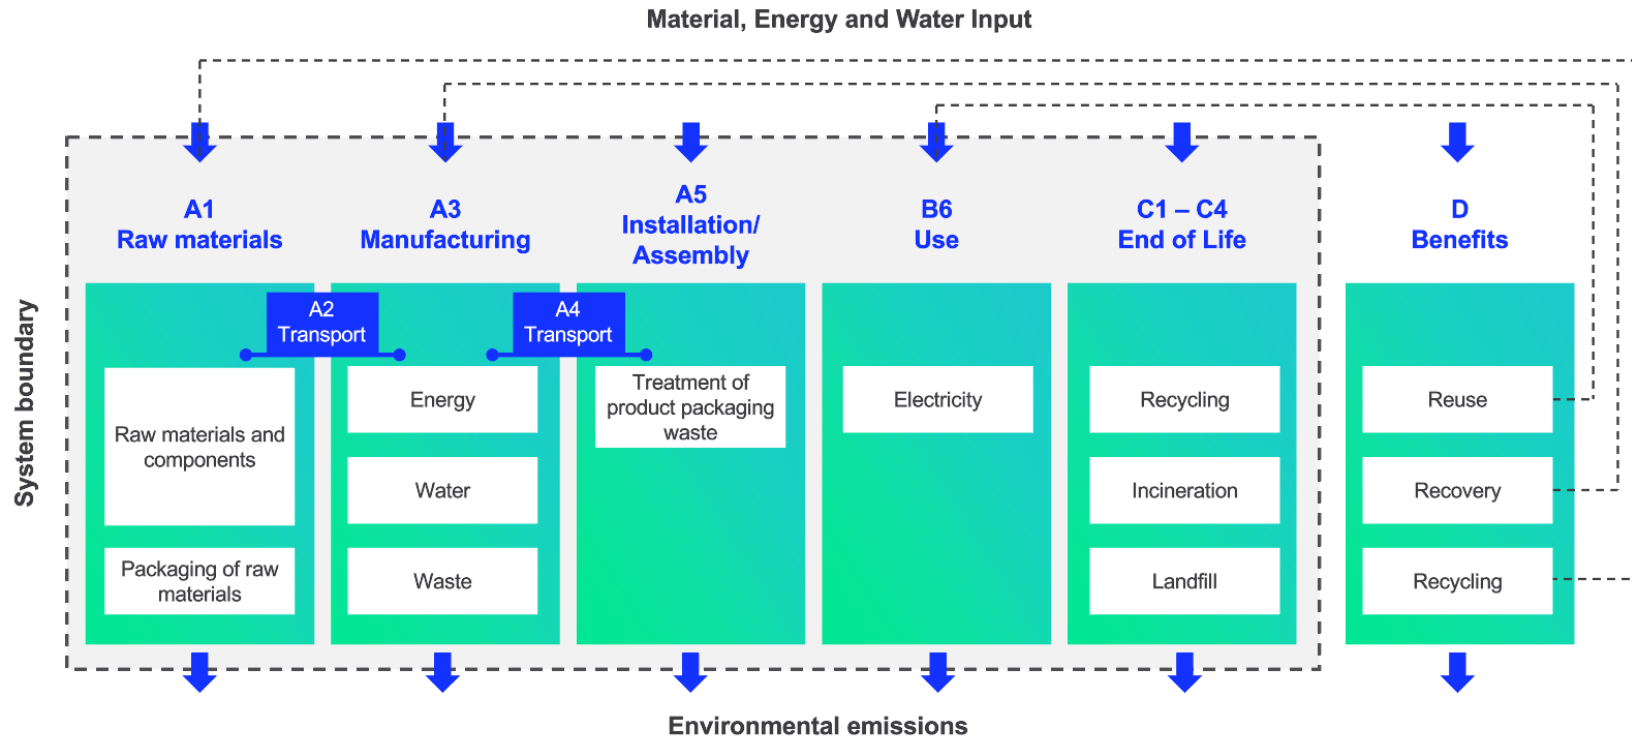 Material, Energy and Water Input
System boundary
A1
Raw materials
A3
Manufacturing
A5
Installation/
Assembly
B6
Use
C1 – C4
End of Life
D
Benefits
A2
Transport
A4
Transport
Raw materials and
components
Packaging of raw
materials
Energy
Water
Waste
Treatment of
product packaging
waste
Electricity
Recycling
Incineration
Landfill
Reuse
Recovery
Recycling
Environmental emissions